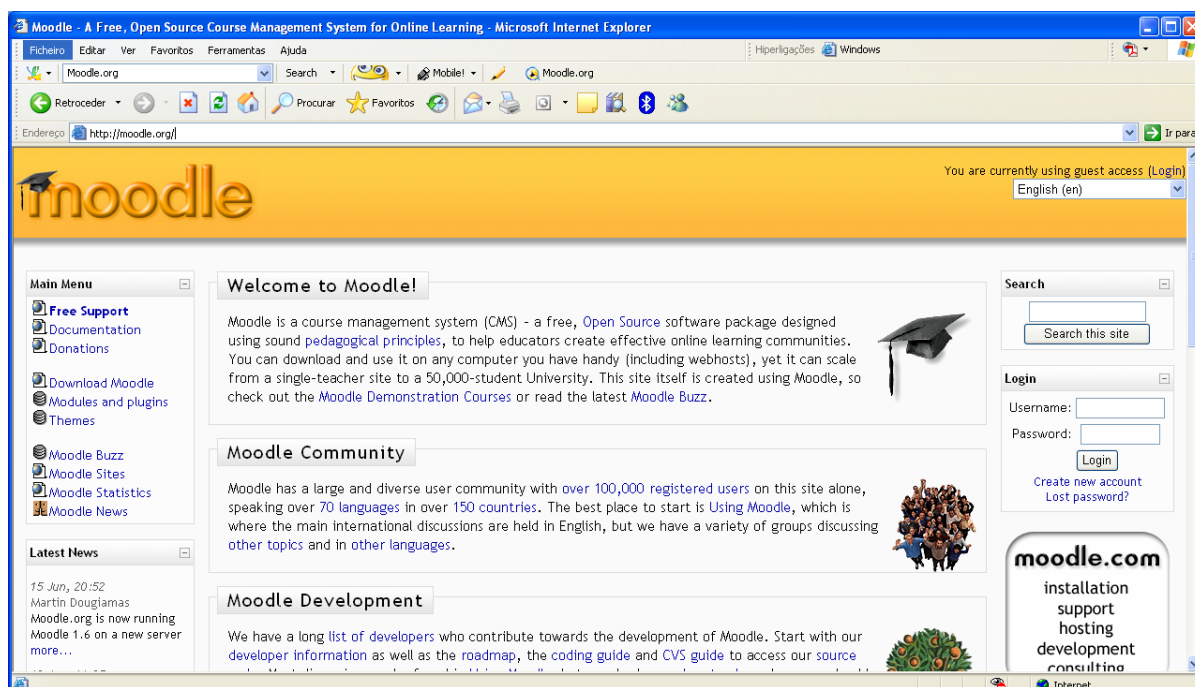 Moodle - A Free, Open Source Course Management System for Online Learning - Microsoft Internet Explorer
Ficheiro Editar Ver Favoritos Ferramentas Ajuda Hiperligações Windows
Moodle.org Search Mobile! Moodle.org
Retroceder Procurar Favoritos
Endereço http://moodle.org/ Ir para
moodle
You are currently using guest access (Login)
English (en)
Main Menu
Free Support
Documentation
Donations
Download Moodle
Modules and plugins
Themes
Moodle Buzz
Moodle Sites
Moodle Statistics
Moodle News
Latest News
15 Jun, 20:52
Martin Dougiamas
Moodle.org is now running
Moodle 1.6 on a new server
more...
Welcome to Moodle!
Moodle is a course management system (CMS) - a free, Open Source software package designed
using sound pedagogical principles, to help educators create effective online learning communities.
You can download and use it on any computer you have handy (including webhosts), yet it can scale
from a single-teacher site to a 50,000-student University. This site itself is created using Moodle, so
check out the Moodle Demonstration Courses or read the latest Moodle Buzz.
Moodle Community
Moodle has a large and diverse user community with over 100,000 registered users on this site alone,
speaking over 70 languages in over 150 countries. The best place to start is Using Moodle, which is
where the main international discussions are held in English, but we have a variety of groups discussing
other topics and in other languages.
Moodle Development
We have a long list of developers who contribute towards the development of Moodle. Start with our
developer information as well as the roadmap, the coding guide and CVS guide to access our source
Search
Search this site
Login
Username:
Password:
Login
Create new account
Lost password?
moodle.com
installation
support
hosting
development
consulting
Internet